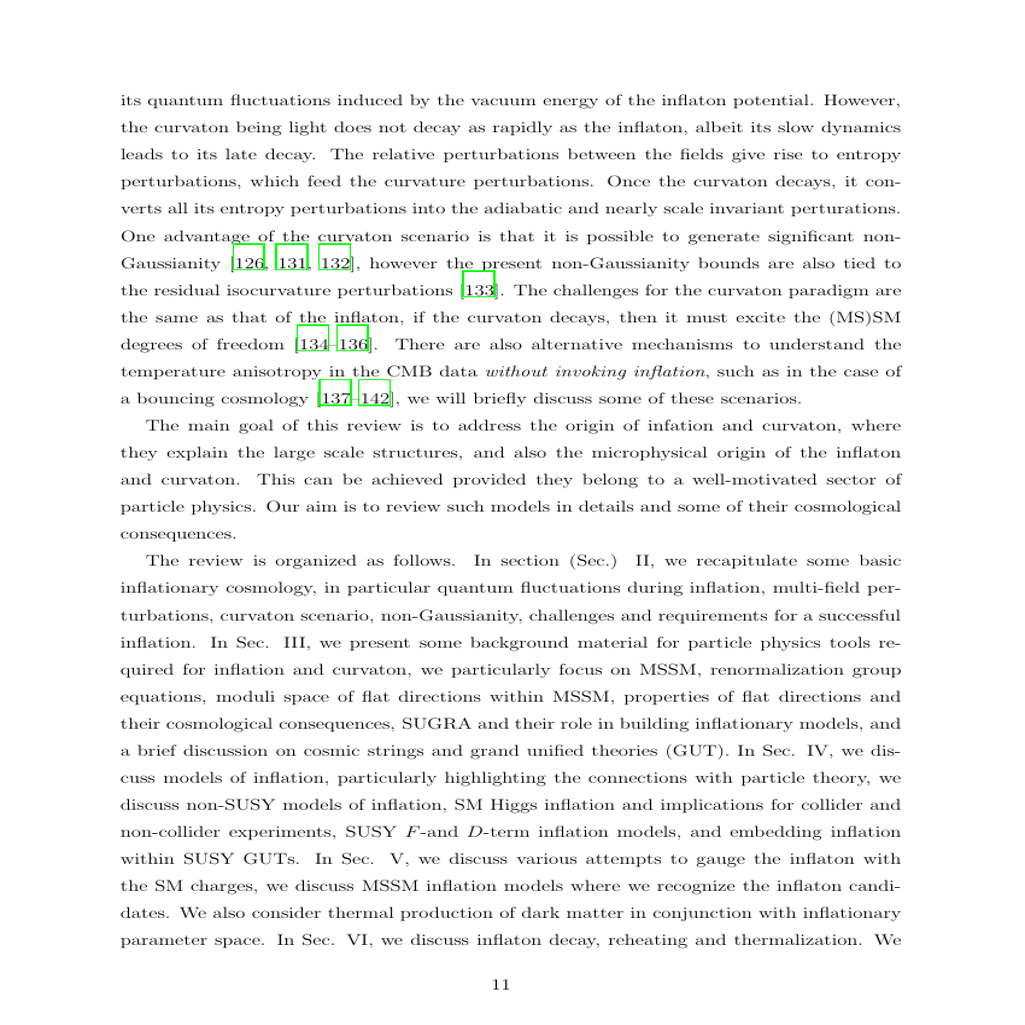 its quantum fluctuations induced by the vacuum energy of the inflaton potential. However,
the curvaton being light does not decay as rapidly as the inflaton, albeit its slow dynamics
leads to its late decay. The relative perturbations between the fields give rise to entropy
perturbations, which feed the curvature perturbations. Once the curvaton decays, it con-
verts all its entropy perturbations into the adiabatic and nearly scale invariant perturations.
One advantage of the curvaton scenario is that it is possible to generate significant non-
Gaussianity [126, 131, 132], however the present non-Gaussianity bounds are also tied to
the residual isocurvature perturbations [133]. The challenges for the curvaton paradigm are
the same as that of the inflaton, if the curvaton decays, then it must excite the (MS)SM
degrees of freedom [134–136]. There are also alternative mechanisms to understand the
temperature anisotropy in the CMB data without invoking inflation, such as in the case of
a bouncing cosmology [137–142], we will briefly discuss some of these scenarios.
The main goal of this review is to address the origin of infation and curvaton, where
they explain the large scale structures, and also the microphysical origin of the inflaton
and curvaton. This can be achieved provided they belong to a well-motivated sector of
particle physics. Our aim is to review such models in details and some of their cosmological
consequences.
The review is organized as follows. In section (Sec.) II, we recapitulate some basic
inflationary cosmology, in particular quantum fluctuations during inflation, multi-field per-
turbations, curvaton scenario, non-Gaussianity, challenges and requirements for a successful
inflation. In Sec. III, we present some background material for particle physics tools re-
quired for inflation and curvaton, we particularly focus on MSSM, renormalization group
equations, moduli space of flat directions within MSSM, properties of flat directions and
their cosmological consequences, SUGRA and their role in building inflationary models, and
a brief discussion on cosmic strings and grand unified theories (GUT). In Sec. IV, we dis-
cuss models of inflation, particularly highlighting the connections with particle theory, we
discuss non-SUSY models of inflation, SM Higgs inflation and implications for collider and
non-collider experiments, SUSY F-and D-term inflation models, and embedding inflation
within SUSY GUTs. In Sec. V, we discuss various attempts to gauge the inflaton with
the SM charges, we discuss MSSM inflation models where we recognize the inflaton candi-
dates. We also consider thermal production of dark matter in conjunction with inflationary
parameter space. In Sec. VI, we discuss inflaton decay, reheating and thermalization. We
11